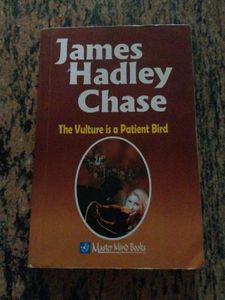 James
Hadley
Chase
The Vulture is a Patient Bird
Master Mind Books